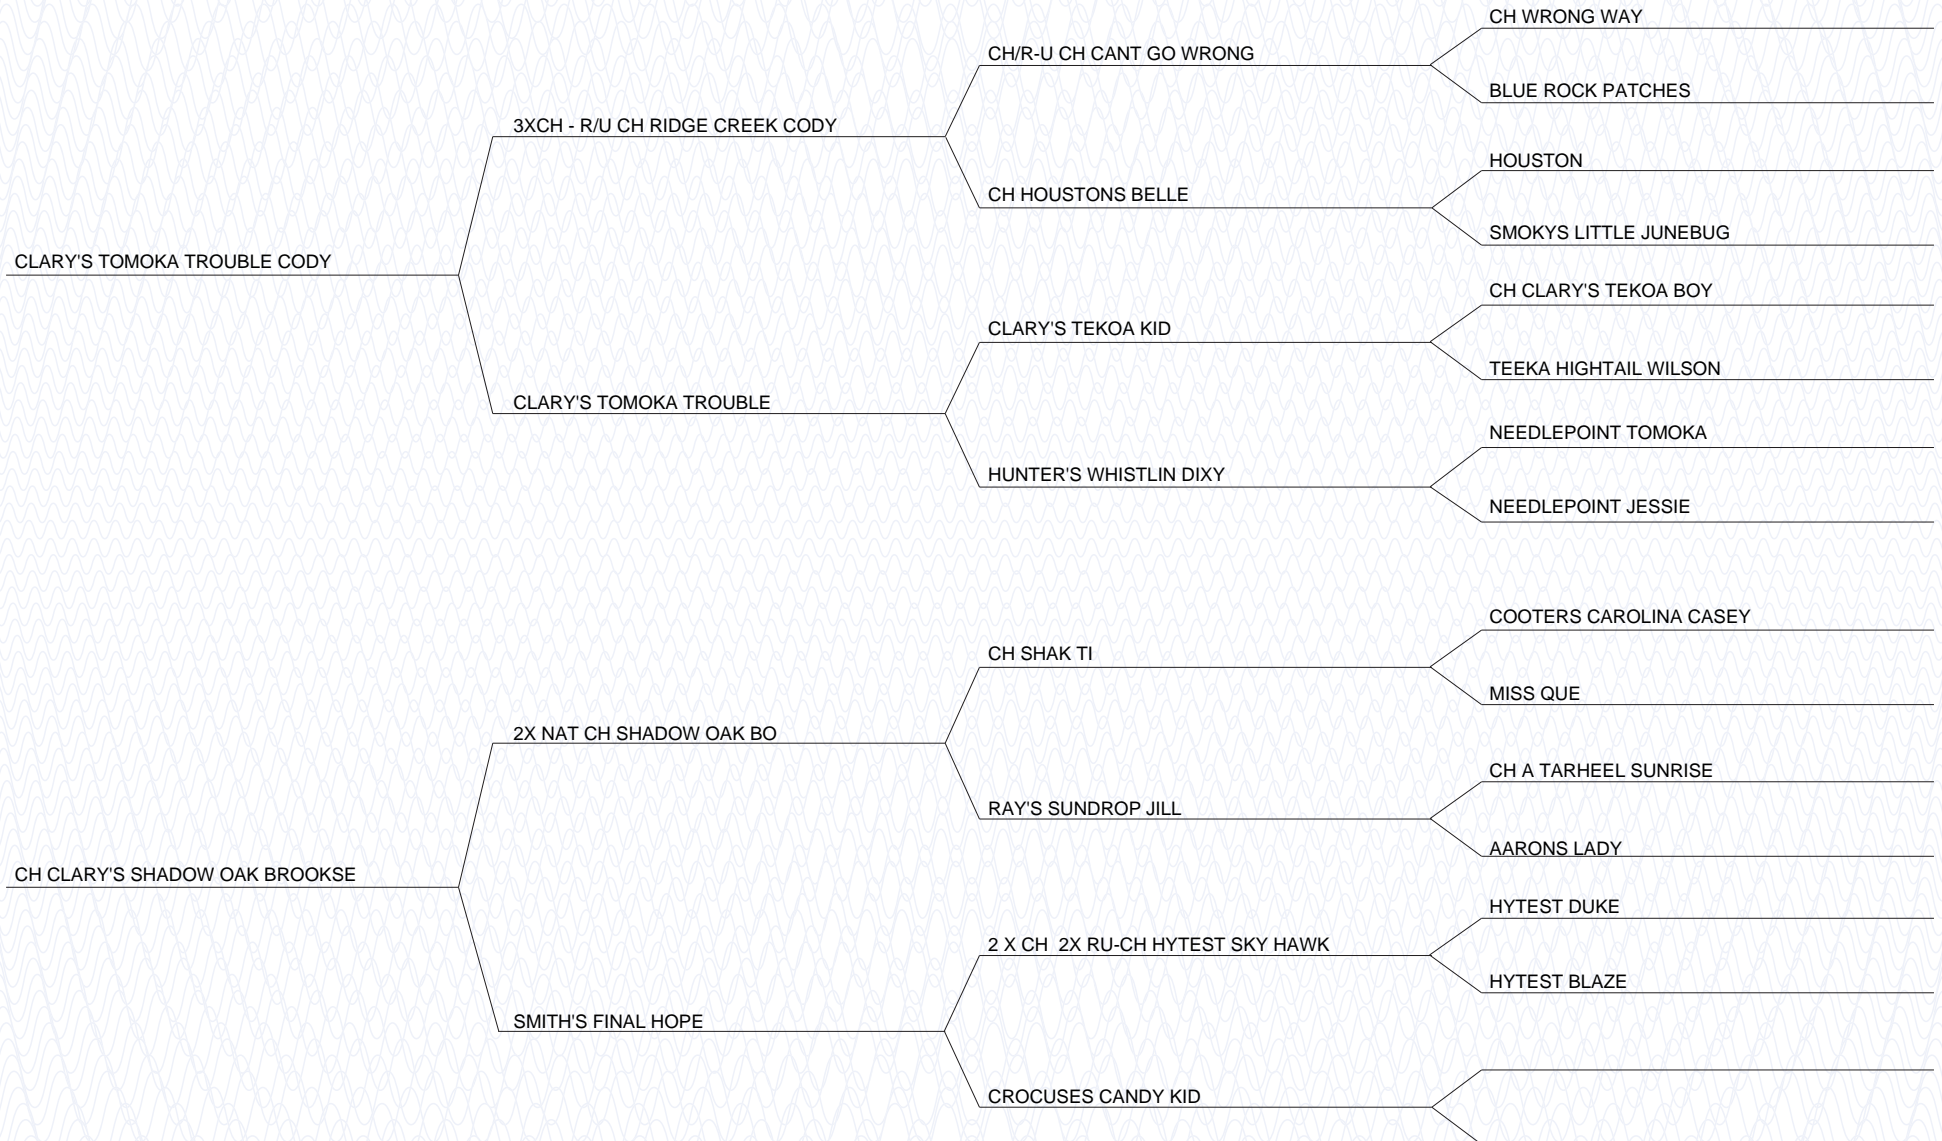 CH WRONG WAY
CH/R-U CH CANT GO WRONG
BLUE ROCK PATCHES
3XCH - R/U CH RIDGE CREEK CODY
HOUSTON
CH HOUSTONS BELLE
SMOKYS LITTLE JUNEBUG
CLARY'S TOMOKA TROUBLE CODY
CH CLARY'S TEKOA BOY
CLARY'S TEKOA KID
TEEKA HIGHTAIL WILSON
CLARY'S TOMOKA TROUBLE
NEEDLEPOINT TOMOKA
HUNTER'S WHISTLIN DIXY
NEEDLEPOINT JESSIE
COOTERS CAROLINA CASEY
CH SHAK TI
MISS QUE
2X NAT CH SHADOW OAK BO
CH A TARHEEL SUNRISE
RAY'S SUNDROP JILL
AARONS LADY
CH CLARY'S SHADOW OAK BROOKSE
HYTEST DUKE
2 X CH  2X RU-CH HYTEST SKY HAWK
HYTEST BLAZE
SMITH'S FINAL HOPE
CROCUSES CANDY KID